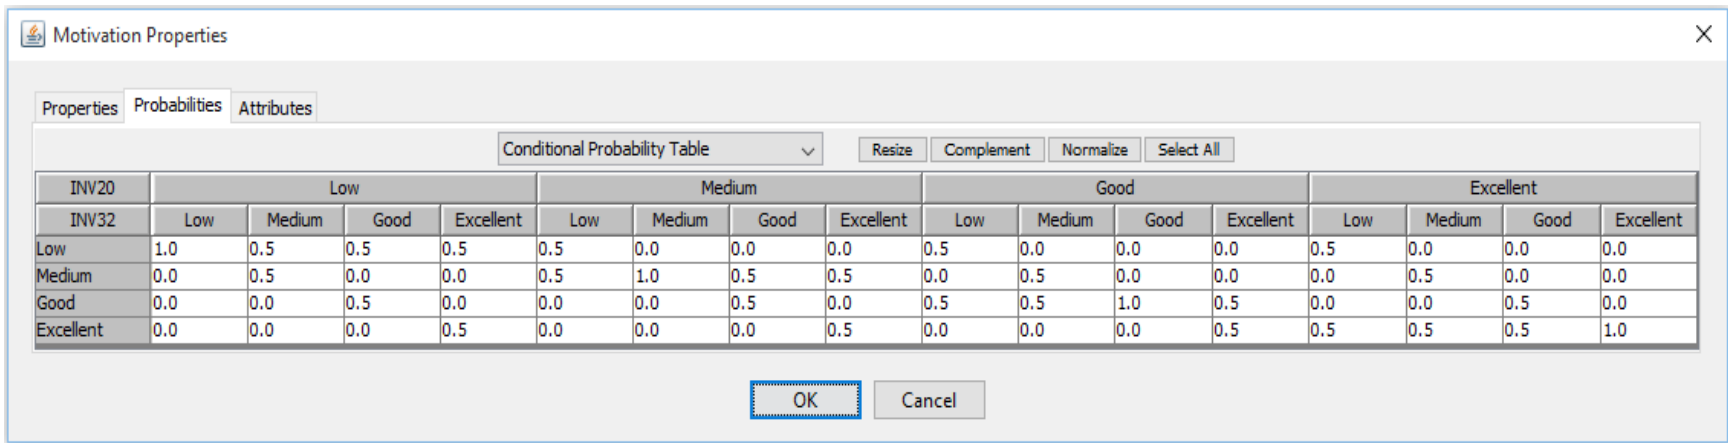 Motivation Properties
Properties Probabilities Attributes
Conditional Probability Table Resize Complement Normalize Select All
INV20 Low Medium Good Excellent
INV32 Low Medium Good Excellent Low Medium Good Excellent Low Medium Good Excellent Low Medium Good Excellent
Low 1.0 0.5 0.5 0.5 0.5 0.0 0.0 0.0 0.5 0.0 0.0 0.0 0.5 0.0 0.0 0.0
Medium 0.0 0.5 0.0 0.0 0.5 1.0 0.5 0.5 0.0 0.5 0.0 0.0 0.0 0.5 0.0 0.0
Good 0.0 0.0 0.5 0.0 0.0 0.0 0.5 0.0 0.5 0.5 1.0 0.5 0.0 0.0 0.5 0.0
Excellent 0.0 0.0 0.0 0.5 0.0 0.0 0.0 0.5 0.0 0.0 0.0 0.5 0.5 0.5 0.5 1.0
OK Cancel